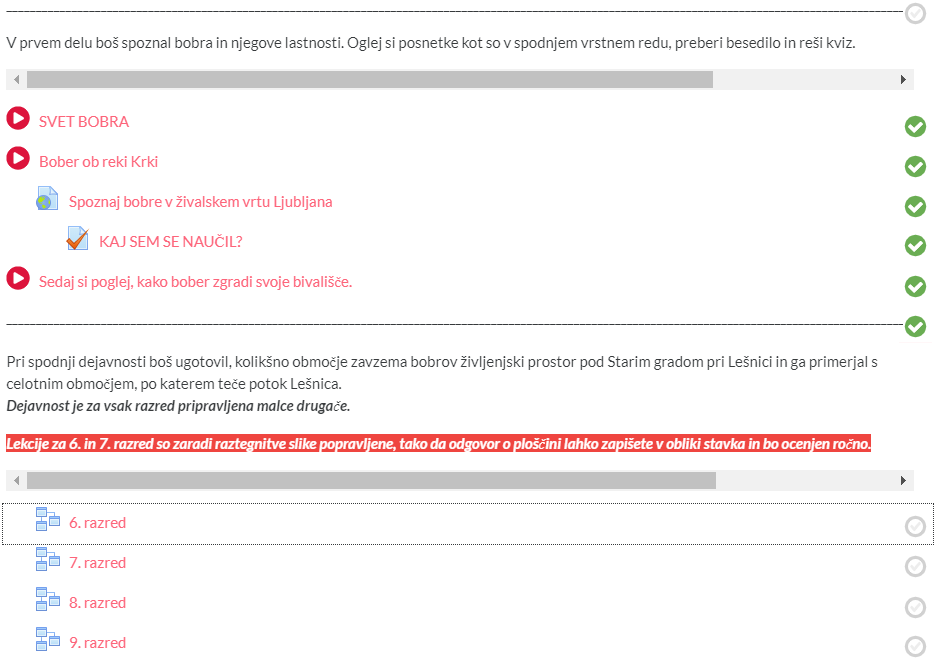 V prvem delu boš spoznal bobra in njegove lastnosti. Oglej si posnetke kot so v spodnjem vrstnem redu, preberi besedilo in reši kviz.
SVET BOBRA
Bober ob reki Krki
Spoznaj bobre v živalskem vrtu Ljubljana
KAJ SEM SE NAUČIL?
Sedaj si poglej, kako bober zgradi svoje bivališče.
Pri spodnji dejavnosti boš ugotovil, kolikšno območje zavzema bobrov življenjski prostor pod Starim gradom pri Lešnici in ga primerjal s
celotnim območjem, po katerem teče potok Lešnica.
Dejavnost je za vsak razred pripravljena malce drugače.
Lekcije za 6. in 7. razred so zaradi raztegnitve slike popravljene, tako da odgovor o ploščini lahko zapišete v obliki stavka in bo ocenjen ročno.
6. razred
7. razred
8. razred
9. razred